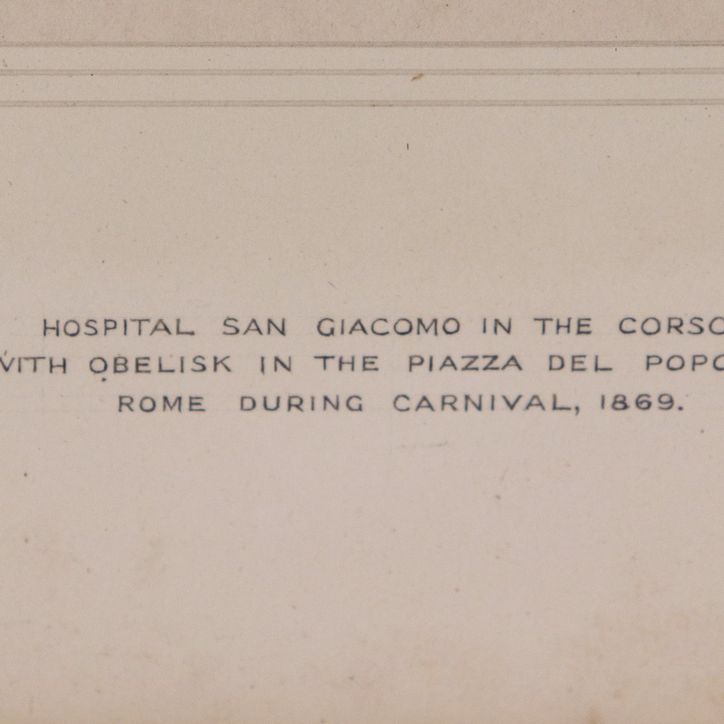 HOSPITAL SAN GIACOMO IN THE CORSO
WITH OBELISK IN THE PIAZZA DEL POPO
ROME DURING CARNIVAL, 1869.